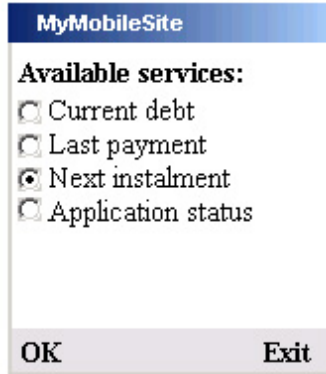 MyMobileSite
Available services:
Current debt
Last payment
Next instalment
Application status
OK Exit